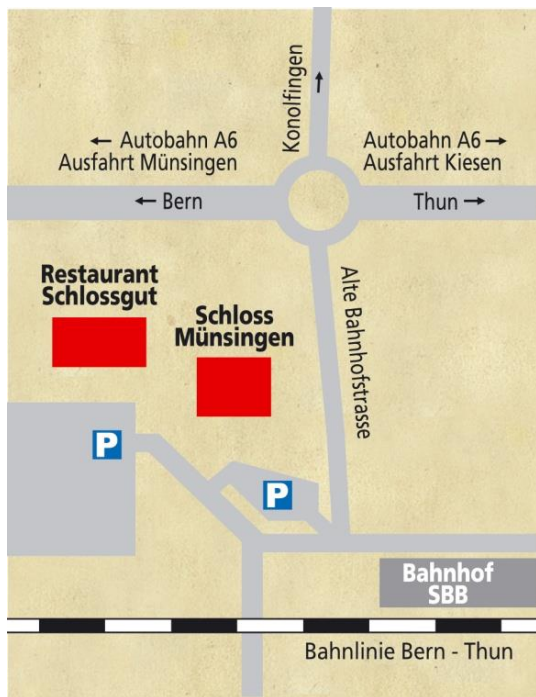 Konolfingen →
← Autobahn A6
Ausfahrt Münsingen
Autobahn A6 →
Ausfahrt Kiesen
← Bern
Thun →
Restaurant
Schlossgut
Schloss
Münsingen
Alte Bahnhofstrasse
P
P
Bahnhof
SBB
Bahnlinie Bern - Thun